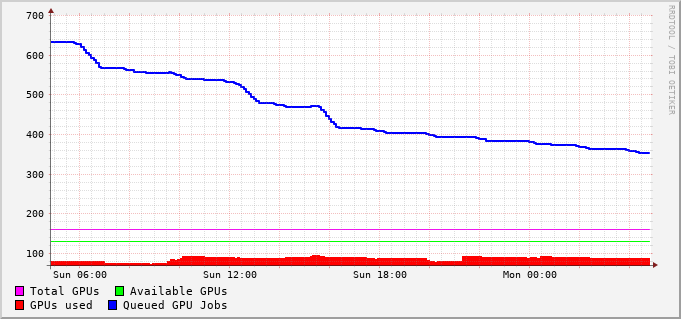 700
600
500
400
300
200
100
Sun 06:00 Sun 12:00 Sun 18:00 Mon 00:00
Total GPUs Available GPUs
GPUs used Queued GPU Jobs
RRDTOOL / TOBI OETIKER